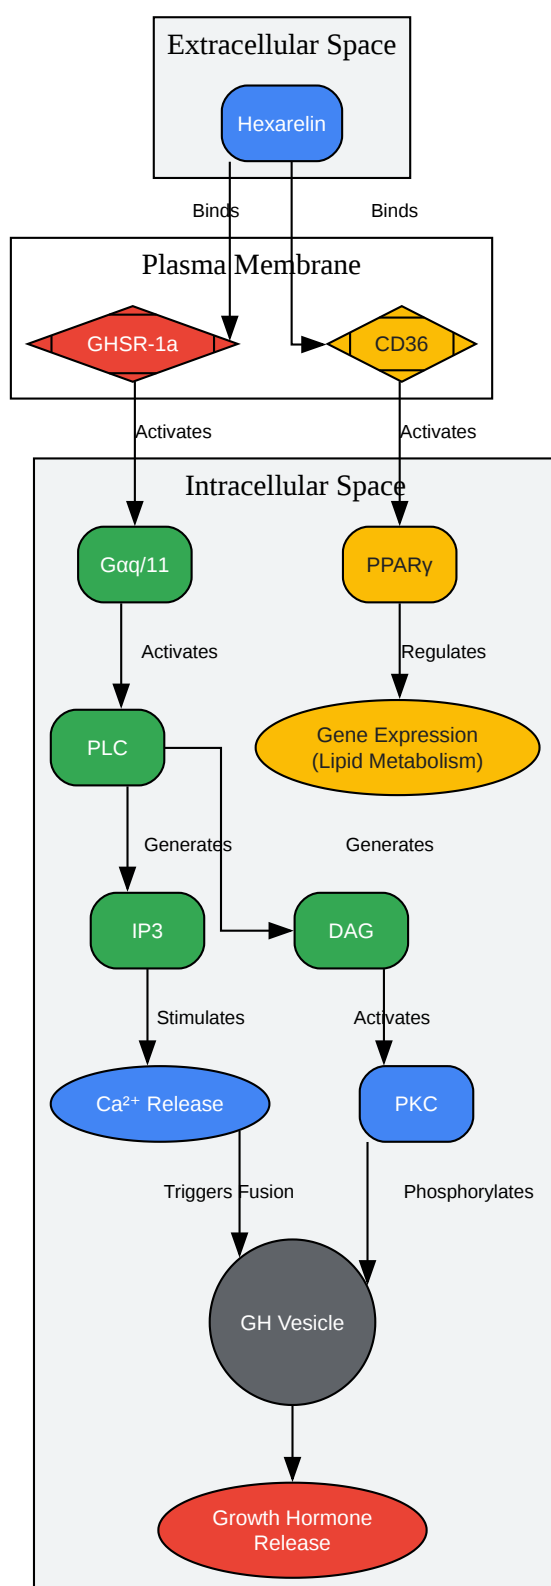 Extracellular Space
Hexarelin
Binds
Binds
Plasma Membrane
GHSR-1a
CD36
Activates
Activates
Intracellular Space
Gαq/11
PPARγ
Activates
Regulates
PLC
Gene Expression
(Lipid Metabolism)
Generates
Generates
IP3
DAG
Stimulates
Activates
Ca²⁺ Release
PKC
Triggers Fusion
Phosphorylates
GH Vesicle
Growth Hormone
Release